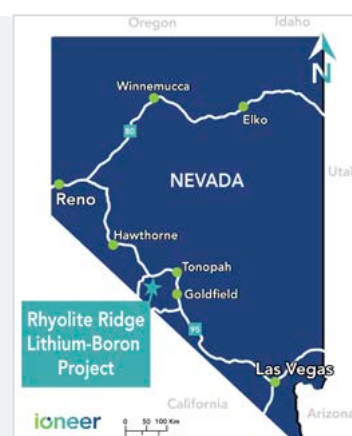 Oregon
Idaho
N
Winnemucca
Elko
80
Utah
NEVADA
Reno
Hawthorne
Tonopah
Goldfield
Rhyolite Ridge
Lithium-Boron
Project
95
Las Vegas
California
Arizona
ioneer
0 50 100 Km